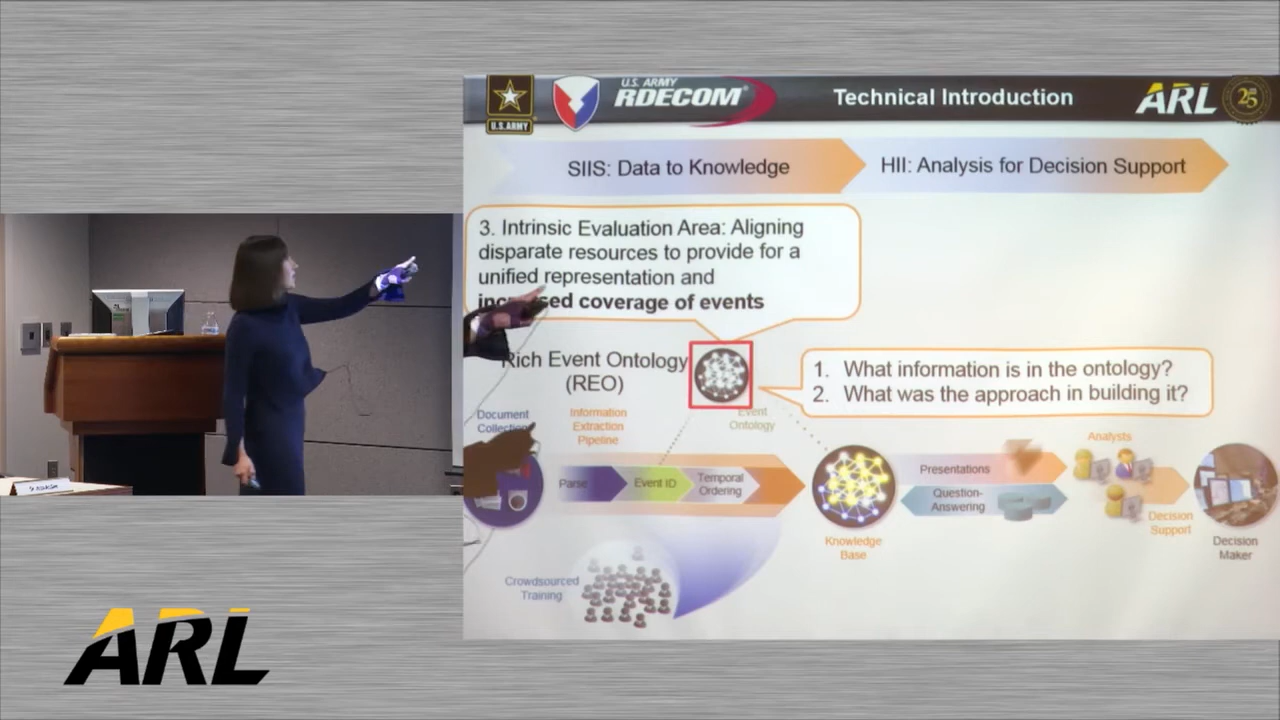 U.S. ARMY
U.S. ARMY
RDECOM
Technical Introduction
ARL
25
SIIS: Data to Knowledge
HII: Analysis for Decision Support
3. Intrinsic Evaluation Area: Aligning
disparate resources to provide for a
unified representation and
coverage of events
Rich Event Ontology
(REO)
1. What information is in the ontology?
2. What was the approach in building it?
Document
Information
Extraction
Pipeline
Event
Ontology
Parse
Event ID
Temporal
Ordering
Presentations
Question-
Answering
Analysts
Decision
Support
Knowledge
Base
Decision
Maker
Crowdsourced
Training
ARL